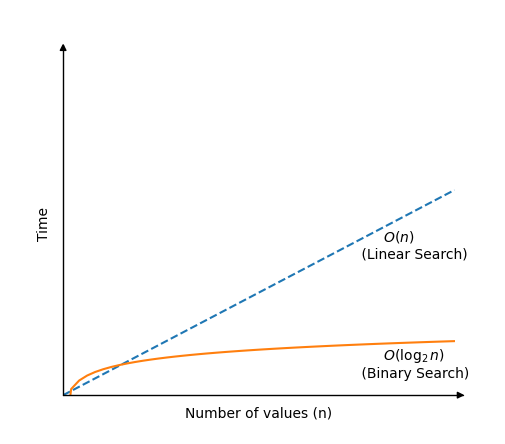 Time
O(n)
(Linear Search)
O(log₂ n)
(Binary Search)
Number of values (n)